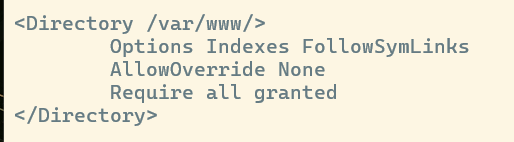 <Directory /var/www/>
        Options Indexes FollowSymLinks
        AllowOverride None
        Require all granted
</Directory>